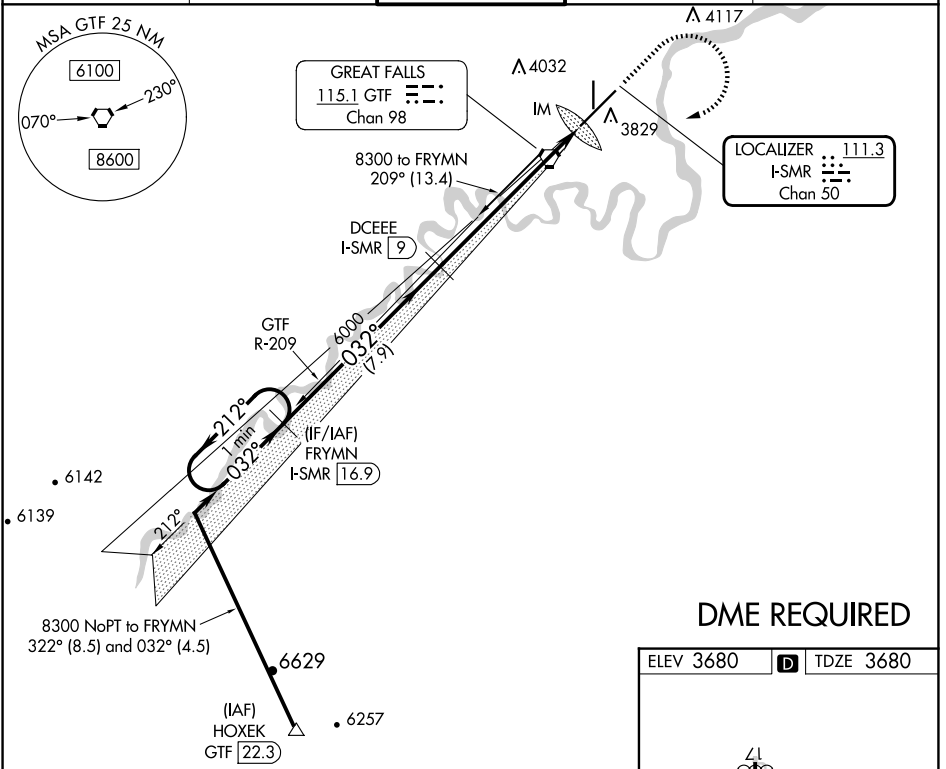 MSA GTF 25 NM
6100
230°
070°
8600
GREAT FALLS
115.1 GTF
Chan 98
4032
4117
IM
3829
LOCALIZER 111.3
I-SMR
Chan 50
8300 to FRYMN
209° (13.4)
DCEEE
I-SMR 9
GTF
R-209
6000
032°
(7.9)
212°
1 min
032°
(IF/IAF)
FRYMN
I-SMR 16.9
6142
6139
212°
8300 NoPT to FRYMN
322° (8.5) and 032° (4.5)
6629
(IAF)
HOXEK
GTF 22.3
6257
DME REQUIRED
ELEV 3680 D TDZE 3680
17